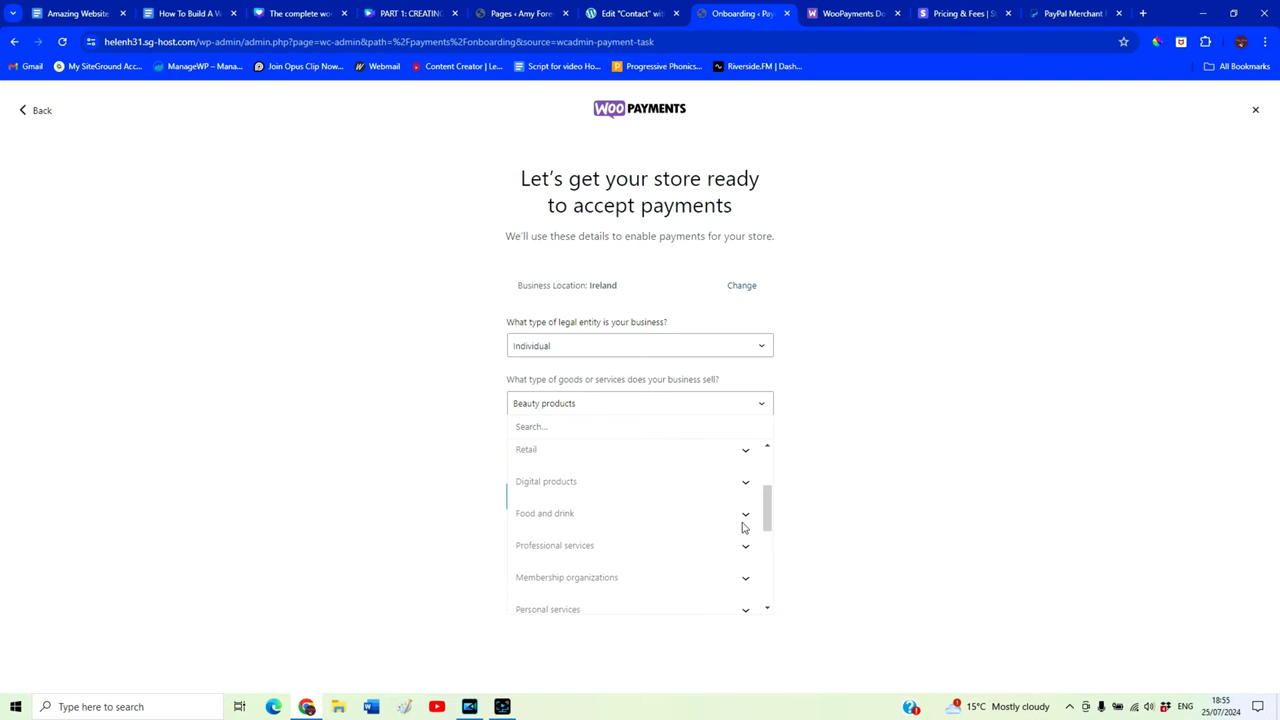 Amazing Website
How To Build A W
The complete wo
PART 1: CREATING
Pages ‹ Amy Fore
Edit "Contact" wit
Onboarding ‹ Pay
WooPayments Do
Pricing & Fees | S
PayPal Merchant
helenh31.sg-host.com/wp-admin/admin.php?page=wc-admin&path=%2Fpayments%2Fonboarding&source=wcadmin-payment-task
Gmail
My SiteGround Acc...
ManageWP – Mana...
Join Opus Clip Now...
Webmail
Content Creator | Le...
Script for video Ho...
Progressive Phonics...
Riverside.FM | Dash...
All Bookmarks
Back
WOO PAYMENTS
Let's get your store ready
to accept payments
We'll use these details to enable payments for your store.
Business Location: Ireland
Change
What type of legal entity is your business?
Individual
What type of goods or services does your business sell?
Beauty products
Search...
Retail
Digital products
Food and drink
Professional services
Membership organizations
Personal services
Type here to search
15°C Mostly cloudy
ENG
18:55
25/07/2024